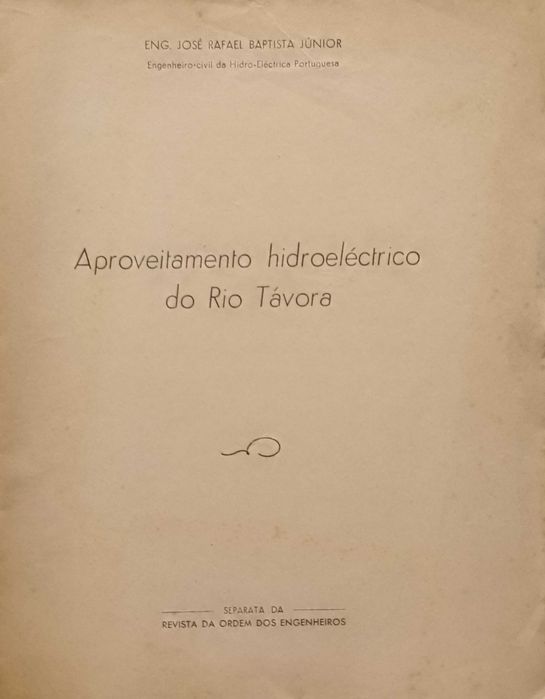 ENG. JOSÉ RAFAEL BAPTISTA JÚNIOR
Engenheiro-civil da Hidro-Eléctrica Portuguesa
Aproveitamento hidroeléctrico
do Rio Távora
SEPARATA DA
REVISTA DA ORDEM DOS ENGENHEIROS